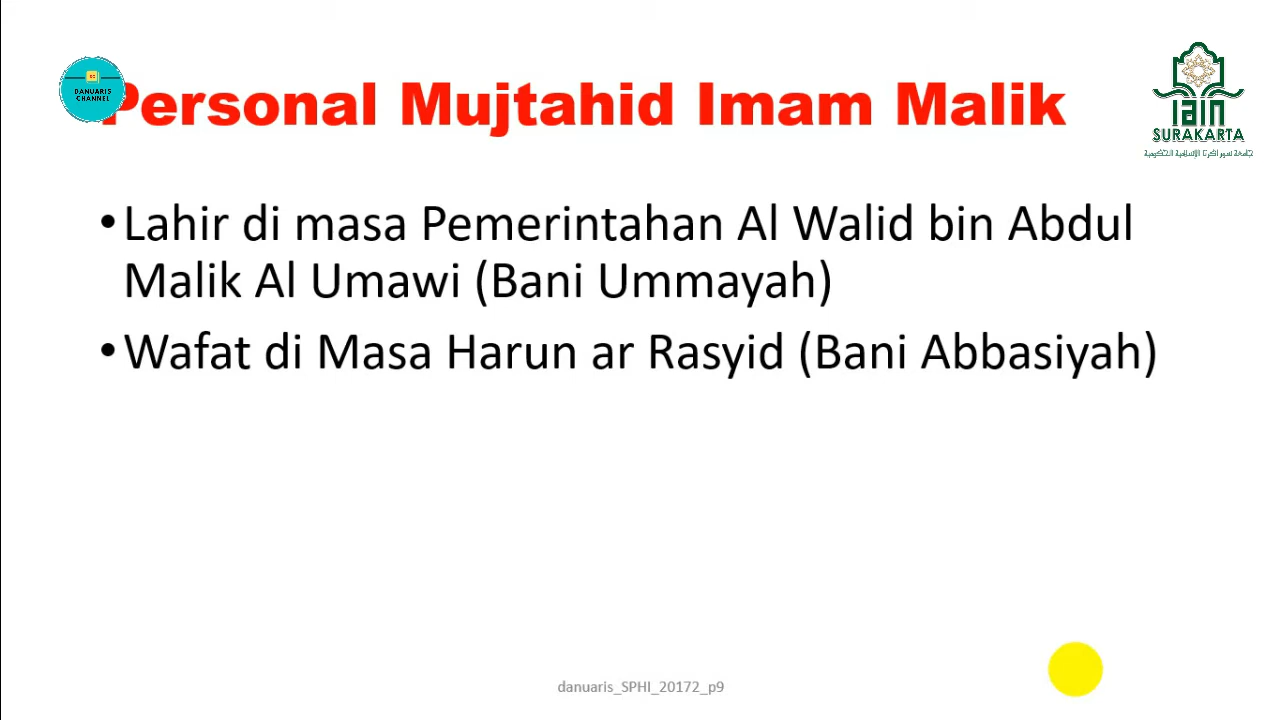 DANUARIS
CHANNEL
Personal Mujtahid Imam Malik
iain
SURAKARTA
•Lahir di masa Pemerintahan Al Walid bin Abdul
Malik Al Umawi (Bani Ummayah)
•Wafat di Masa Harun ar Rasyid (Bani Abbasiyah)
danuaris_SPHI_20172_p9